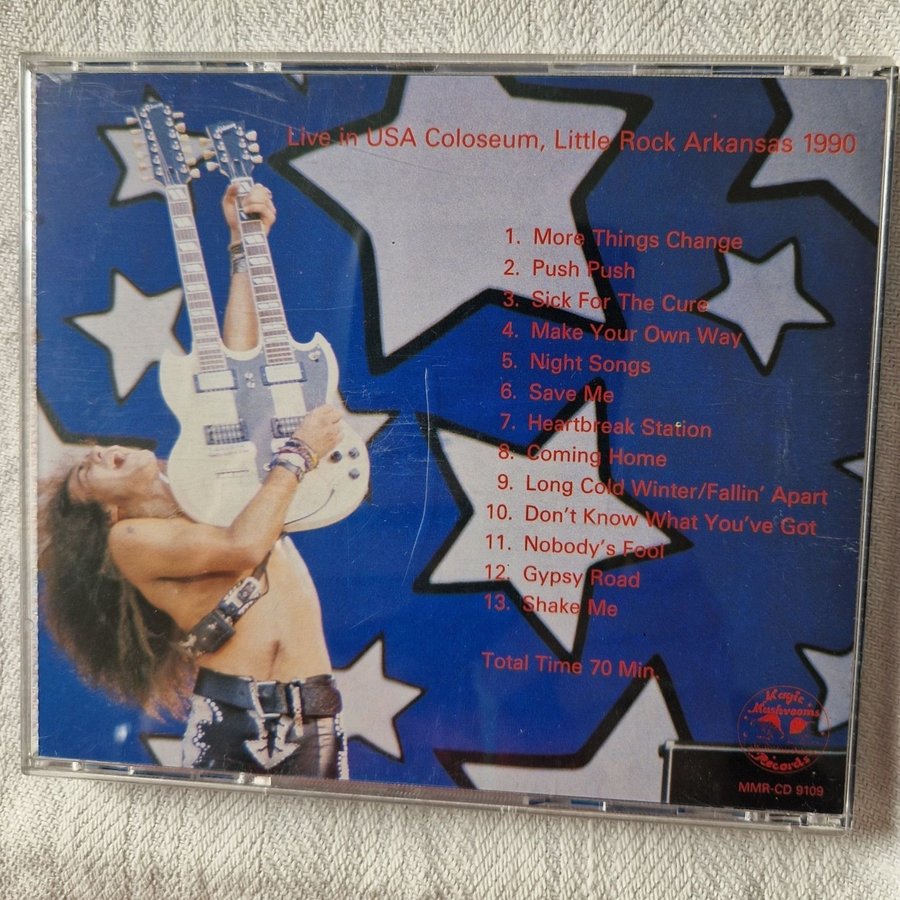 Live in USA Coloseum, Little Rock Arkansas 1990
1. More Things Change
2. Push Push
3. Sick For The Cure
4. Make Your Own Way
5. Night Songs
6. Save Me
7. Heartbreak Station
8. Coming Home
9. Long Cold Winter/Fallin' Apart
10. Don't Know What You've Got
11. Nobody's Fool
12. Gypsy Road
13. Shake Me
Total Time 70 Min.
Magic
Mushrooms
Records
MMR-CD 9109